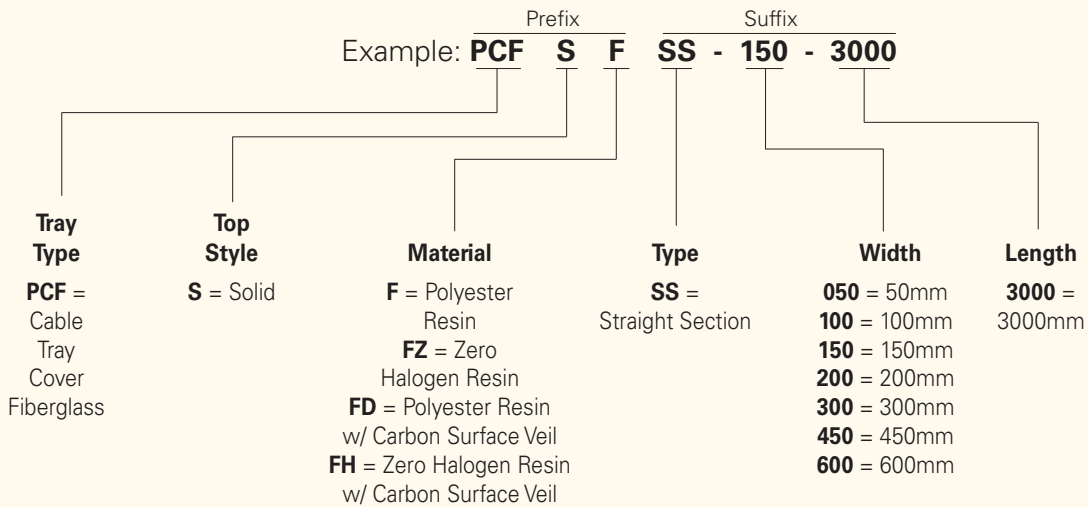 Prefix Suffix
Example: PCF S F SS - 150 - 3000
Tray Type
Top Style
Material
Type
Width
Length
PCF =
Cable
Tray
Cover
Fiberglass
S = Solid
F = Polyester
Resin
FZ = Zero
Halogen Resin
FD = Polyester Resin
w/ Carbon Surface Veil
FH = Zero Halogen Resin
w/ Carbon Surface Veil
SS =
Straight Section
050 = 50mm
100 = 100mm
150 = 150mm
200 = 200mm
300 = 300mm
450 = 450mm
600 = 600mm
3000 =
3000mm